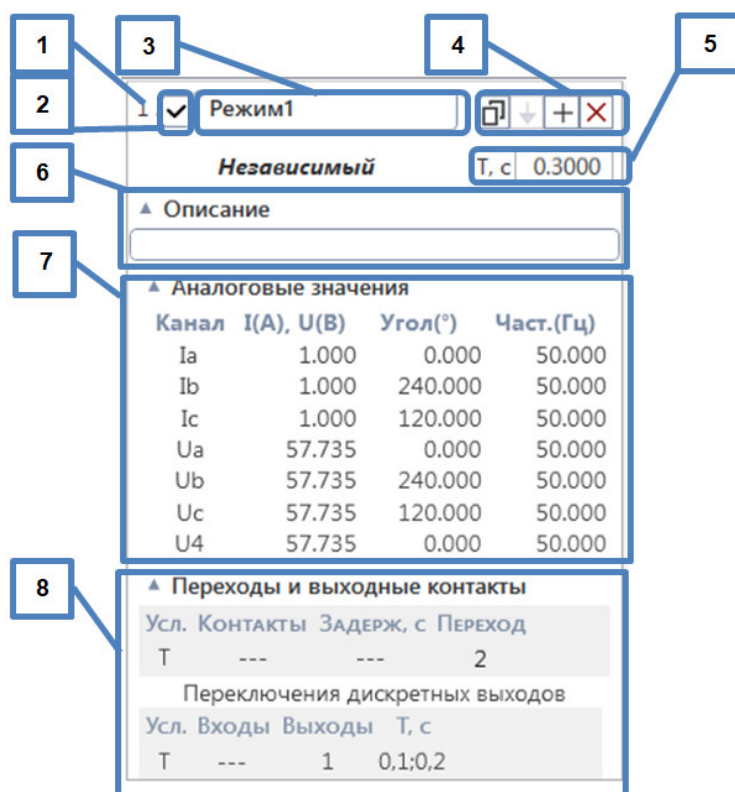 1 3 4 5
2 1 Режим1
Независимый Т, с 0.3000
6
Описание
7
Аналоговые значения
Канал I(A), U(B) Угол(°) Част.(Гц)
Ia 1.000 0.000 50.000
Ib 1.000 240.000 50.000
Ic 1.000 120.000 50.000
Ua 57.735 0.000 50.000
Ub 57.735 240.000 50.000
Uc 57.735 120.000 50.000
U4 57.735 0.000 50.000
8
Переходы и выходные контакты
Усл. Контакты Задерж, с Переход
Т --- --- 2
Переключения дискретных выходов
Усл. Входы Выходы Т, с
Т --- 1 0,1;0,2